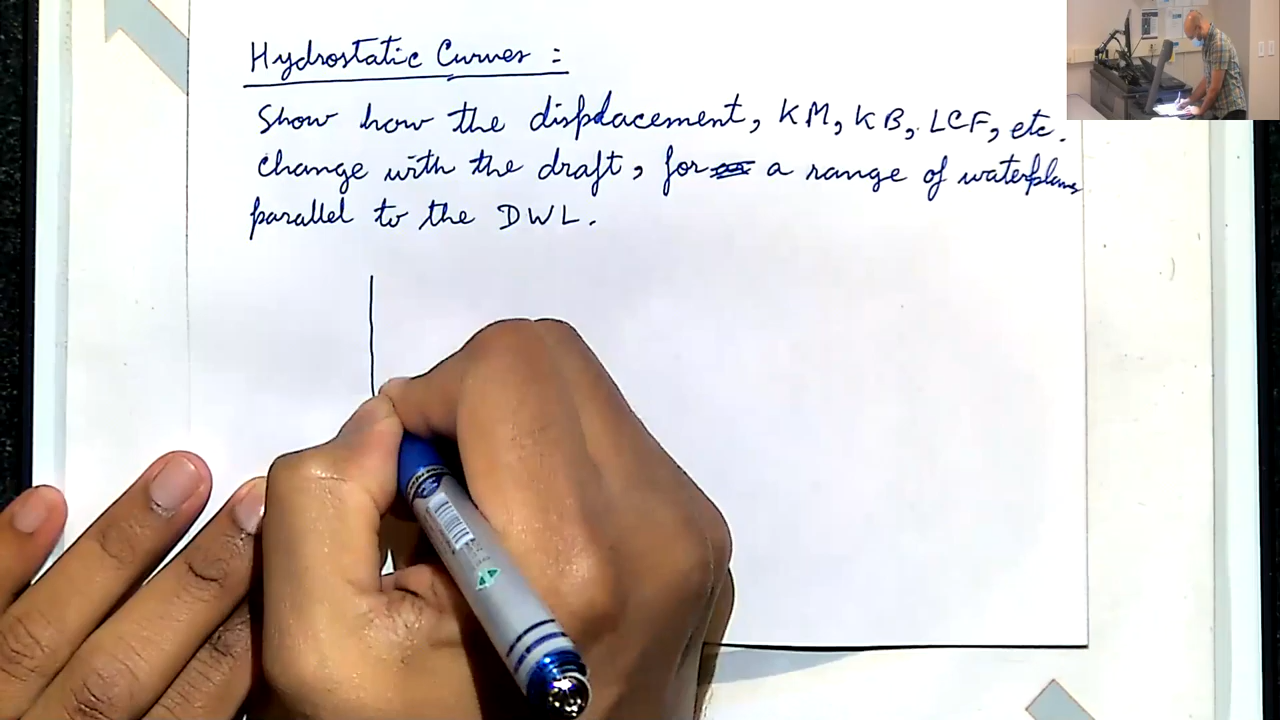 Hydrostatic Curves :
Show how the displacement, KM, KB, LCF, etc.
change with the draft, for a range of waterplanes
parallel to the DWL.